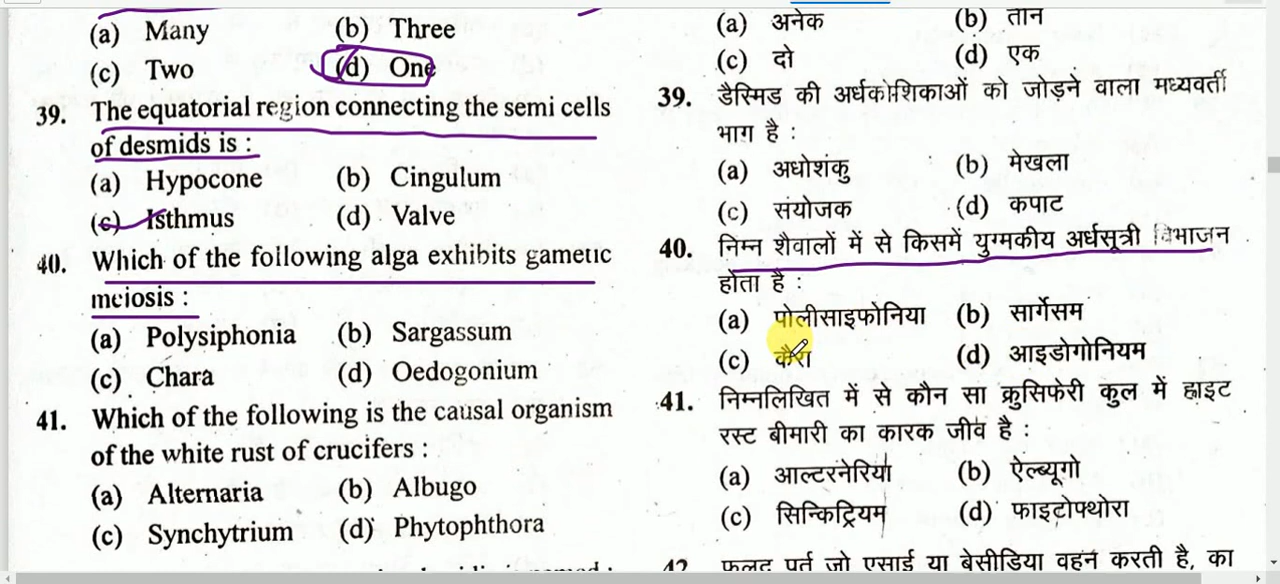 (a) Many (b) Three
(c) Two (d) One
39. The equatorial region connecting the semi cells
of desmids is :
(a) Hypocone (b) Cingulum
(c) Isthmus (d) Valve
40. Which of the following alga exhibits gametic
meiosis :
(a) Polysiphonia (b) Sargassum
(c) Chara (d) Oedogonium
41. Which of the following is the causal organism
of the white rust of crucifers :
(a) Alternaria (b) Albugo
(c) Synchytrium (d) Phytophthora
(a) अनेक (b) तीन
(c) दो (d) एक
39. डैस्मिड की अर्धकोशिकाओं को जोड़ने वाला मध्यवर्ती
भाग है :
(a) अधोशंकु (b) मेखला
(c) संयोजक (d) कपाट
40. निम्न शैवालों में से किसमें युग्मकीय अर्धसूत्री विभाजन
होता है :
(a) पोलीसाइफोनिया (b) सार्गेसम
(c) कैरा (d) आइडोगोनियम
41. निम्नलिखित में से कौन सा क्रुसिफेरी कुल में ह्वाइट
रस्ट बीमारी का कारक जीव है :
(a) आल्टरनेरिया (b) ऐल्ब्यूगो
(c) सिन्किट्रियम (d) फाइटोफ्थोरा
42 जो एसाई या बेसीडिया वहन करती है, का